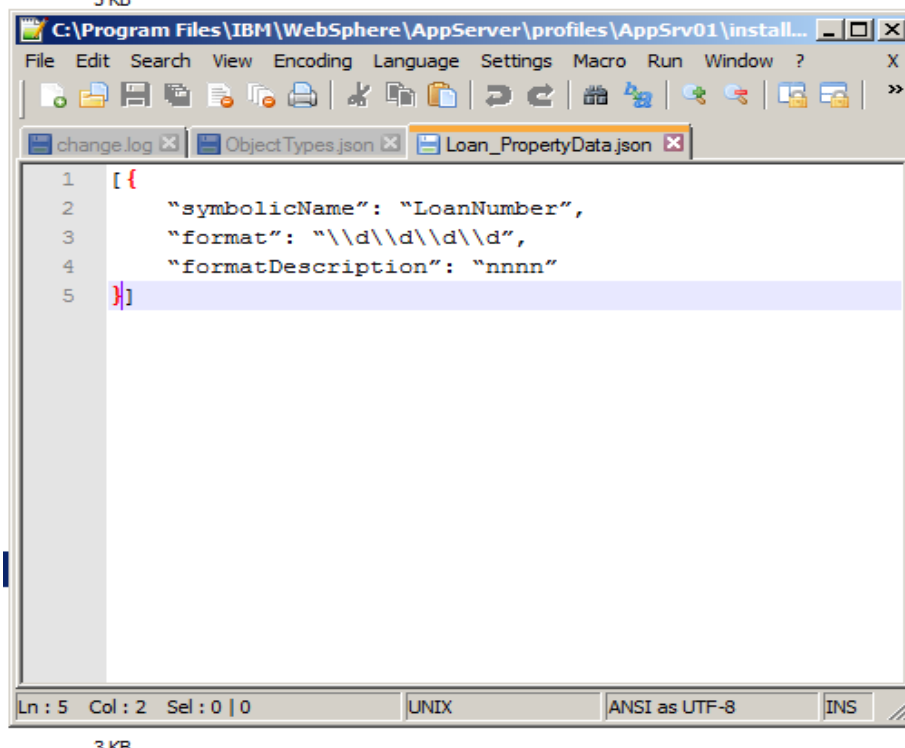 3 KB
C:\Program Files\IBM\WebSphere\AppServer\profiles\AppSrv01\install...
File Edit Search View Encoding Language Settings Macro Run Window ? X
change.log ObjectTypes.json Loan_PropertyData.json
1 [{
2 “symbolicName”: “LoanNumber”,
3 “format”: “\\d\\d\\d\\d”,
4 “formatDescription”: “nnnn”
5 }]
Ln : 5 Col : 2 Sel : 0 | 0 UNIX ANSI as UTF-8 INS
3 KB